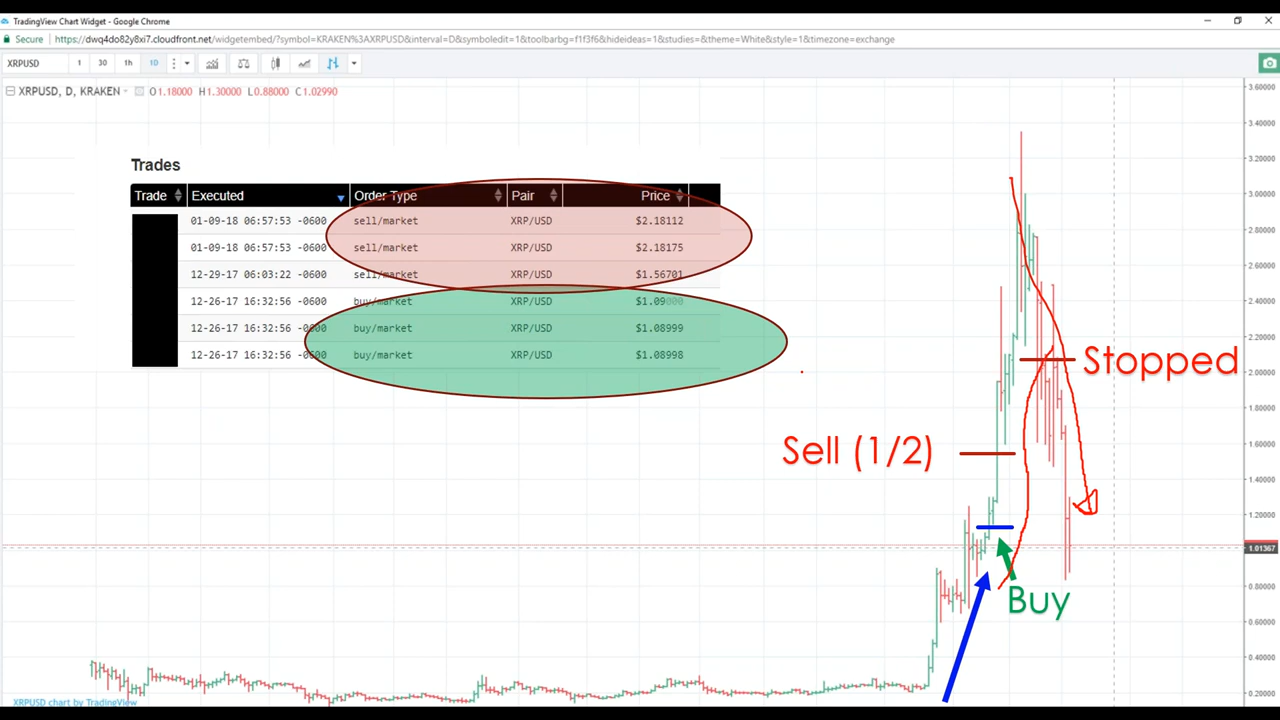 TradingView Chart Widget - Google Chrome
Secure https://dwq4do82y8xi7.cloudfront.net/widgetembed/?symbol=KRAKEN%3AXRPUSD&interval=D&symboledit=1&toolbarbg=f1f3f6&hideideas=1&studies=&theme=White&style=1&timezone=exchange
XRPUSD 1 30 1h 1D
XRPUSD, D, KRAKEN O1.18000 H1.30000 L0.88000 C1.02990
3.60000
3.40000
3.20000
3.00000
2.80000
2.60000
2.40000
2.20000
2.00000
1.80000
1.60000
1.40000
1.20000
1.01367
0.80000
0.60000
0.40000
0.20000
Trades
Trade Executed Order Type Pair Price
01-09-18 06:57:53 -0600 sell/market XRP/USD $2.18112
01-09-18 06:57:53 -0600 sell/market XRP/USD $2.18175
12-29-17 06:03:22 -0600 sell/market XRP/USD $1.56701
12-26-17 16:32:56 -0600 buy/market XRP/USD $1.09000
12-26-17 16:32:56 -0600 buy/market XRP/USD $1.08999
12-26-17 16:32:56 -0600 buy/market XRP/USD $1.08998
Stopped
Sell (1/2)
Buy
XRPUSD chart by TradingView